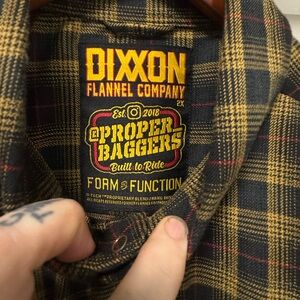 DIXXON
FLANNEL COMPANY
2X
Est. 2018
PROPER
BAGGERS
Built to Ride
FORM FUNCTION